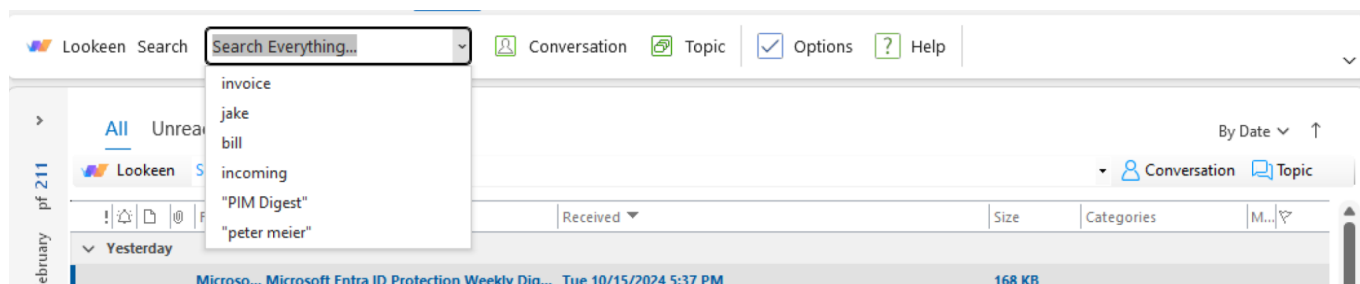 Lookeen Search Search Everything... Conversation Topic Options Help
invoice
jake
bill
incoming
"PIM Digest"
"peter meier"
All Unrea By Date
Lookeen S Conversation Topic
! F Received Size Categories M...
Yesterday
Microso... Microsoft Entra ID Protection Weekly Dig... Tue 10/15/2024 5:37 PM 168 KB
pf 211
ebruary